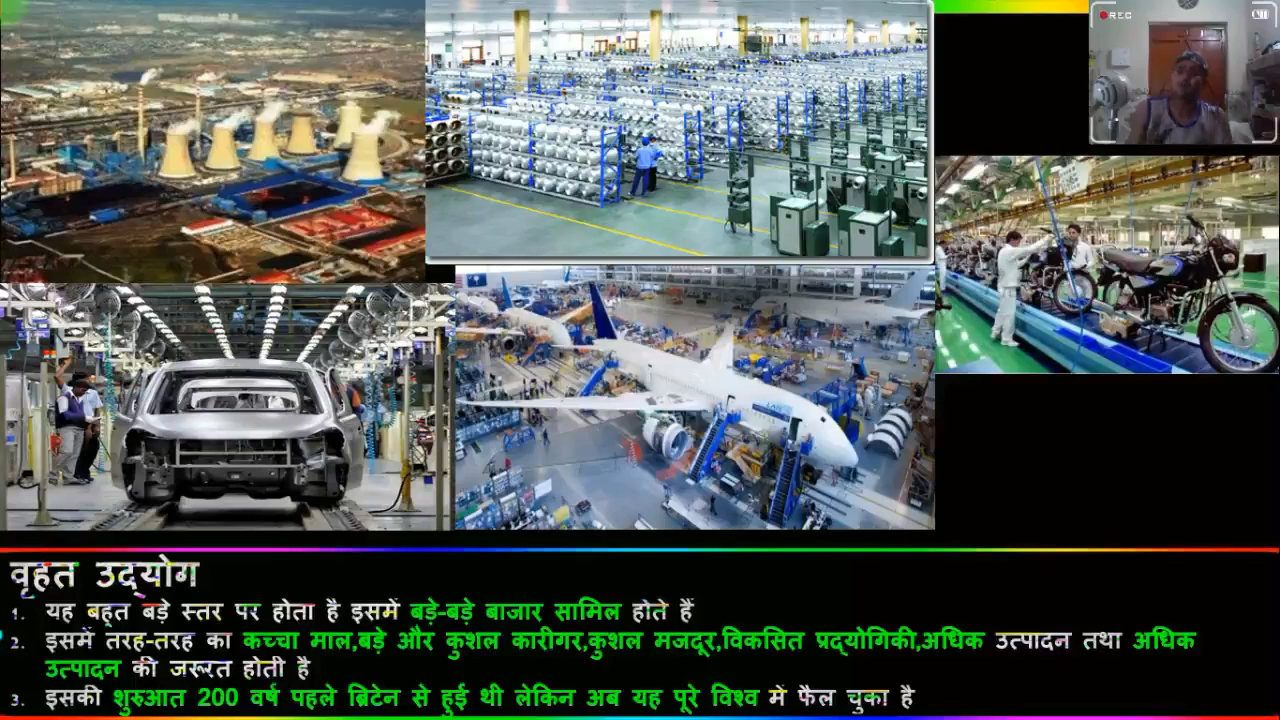 REC
वृहत उद्योग
1. यह बहुत बड़े स्तर पर होता है इसमें बड़े-बड़े बाजार सामिल होते हैं
2. इसमें तरह-तरह का कच्चा माल,बड़े और कुशल कारीगर,कुशल मजदूर,विकसित प्रद्योगिकी,अधिक उत्पादन तथा अधिक
उत्पादन की जरूरत होती है
3. इसकी शुरुआत 200 वर्ष पहले ब्रिटेन से हुई थी लेकिन अब यह पूरे विश्व में फैल चुका है